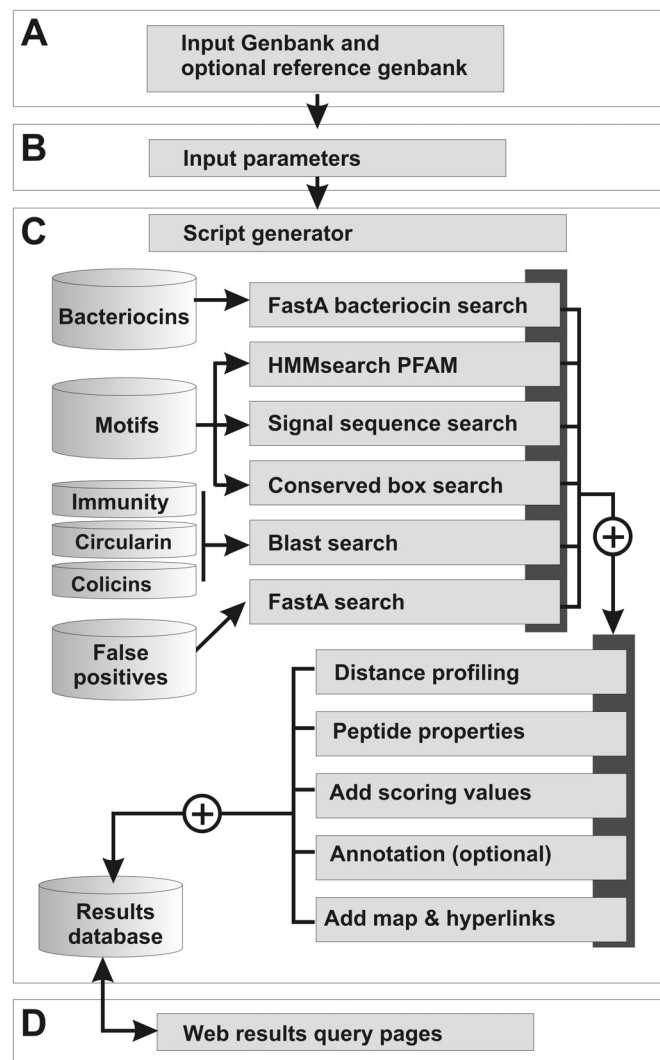 A
Input Genbank and
optional reference genbank
B
Input parameters
C
Script generator
Bacteriocins
FastA bacteriocin search
HMMsearch PFAM
Motifs
Signal sequence search
Conserved box search
Immunity
Circularin
Blast search
Colicins
FastA search
False
positives
Distance profiling
Peptide properties
Add scoring values
Annotation (optional)
Results
database
Add map & hyperlinks
D
Web results query pages